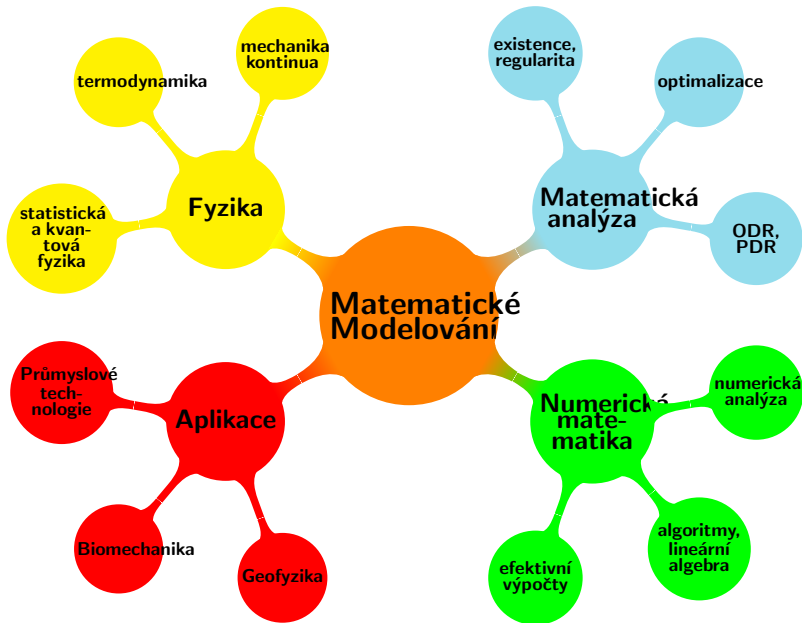 mechanika
kontinua
termodynamika
Fyzika
statistická
a kvan-
tová
fyzika
existence,
regularita
optimalizace
Matematická
analýza
ODR,
PDR
Matematické
Modelování
Průmyslové
tech-
nologie
Aplikace
Biomechanika
Geofyzika
Numerická
mate-
matika
numerická
analýza
algoritmy,
lineární
algebra
efektivní
výpočty